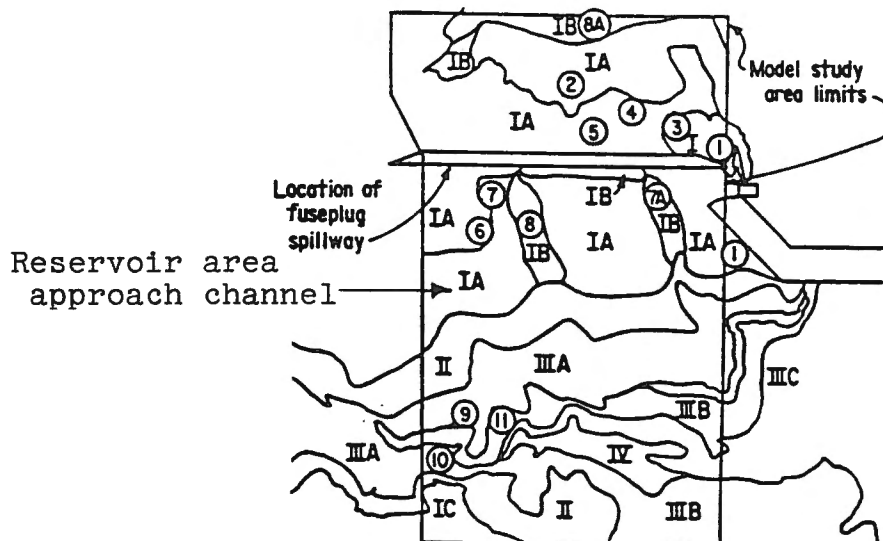 IB 8A
IB
IA
Model study
area limits
2
4
IA
5
3
I
1
Location of
fuseplug
spillway
7
IB
7A
IA
6
8
IB
IA
IB
IA
1
Reservoir area
approach channel
IA
II
IIIA
IIIC
9
11
IIIB
IIIA
10
IV
IC
II
IIIB